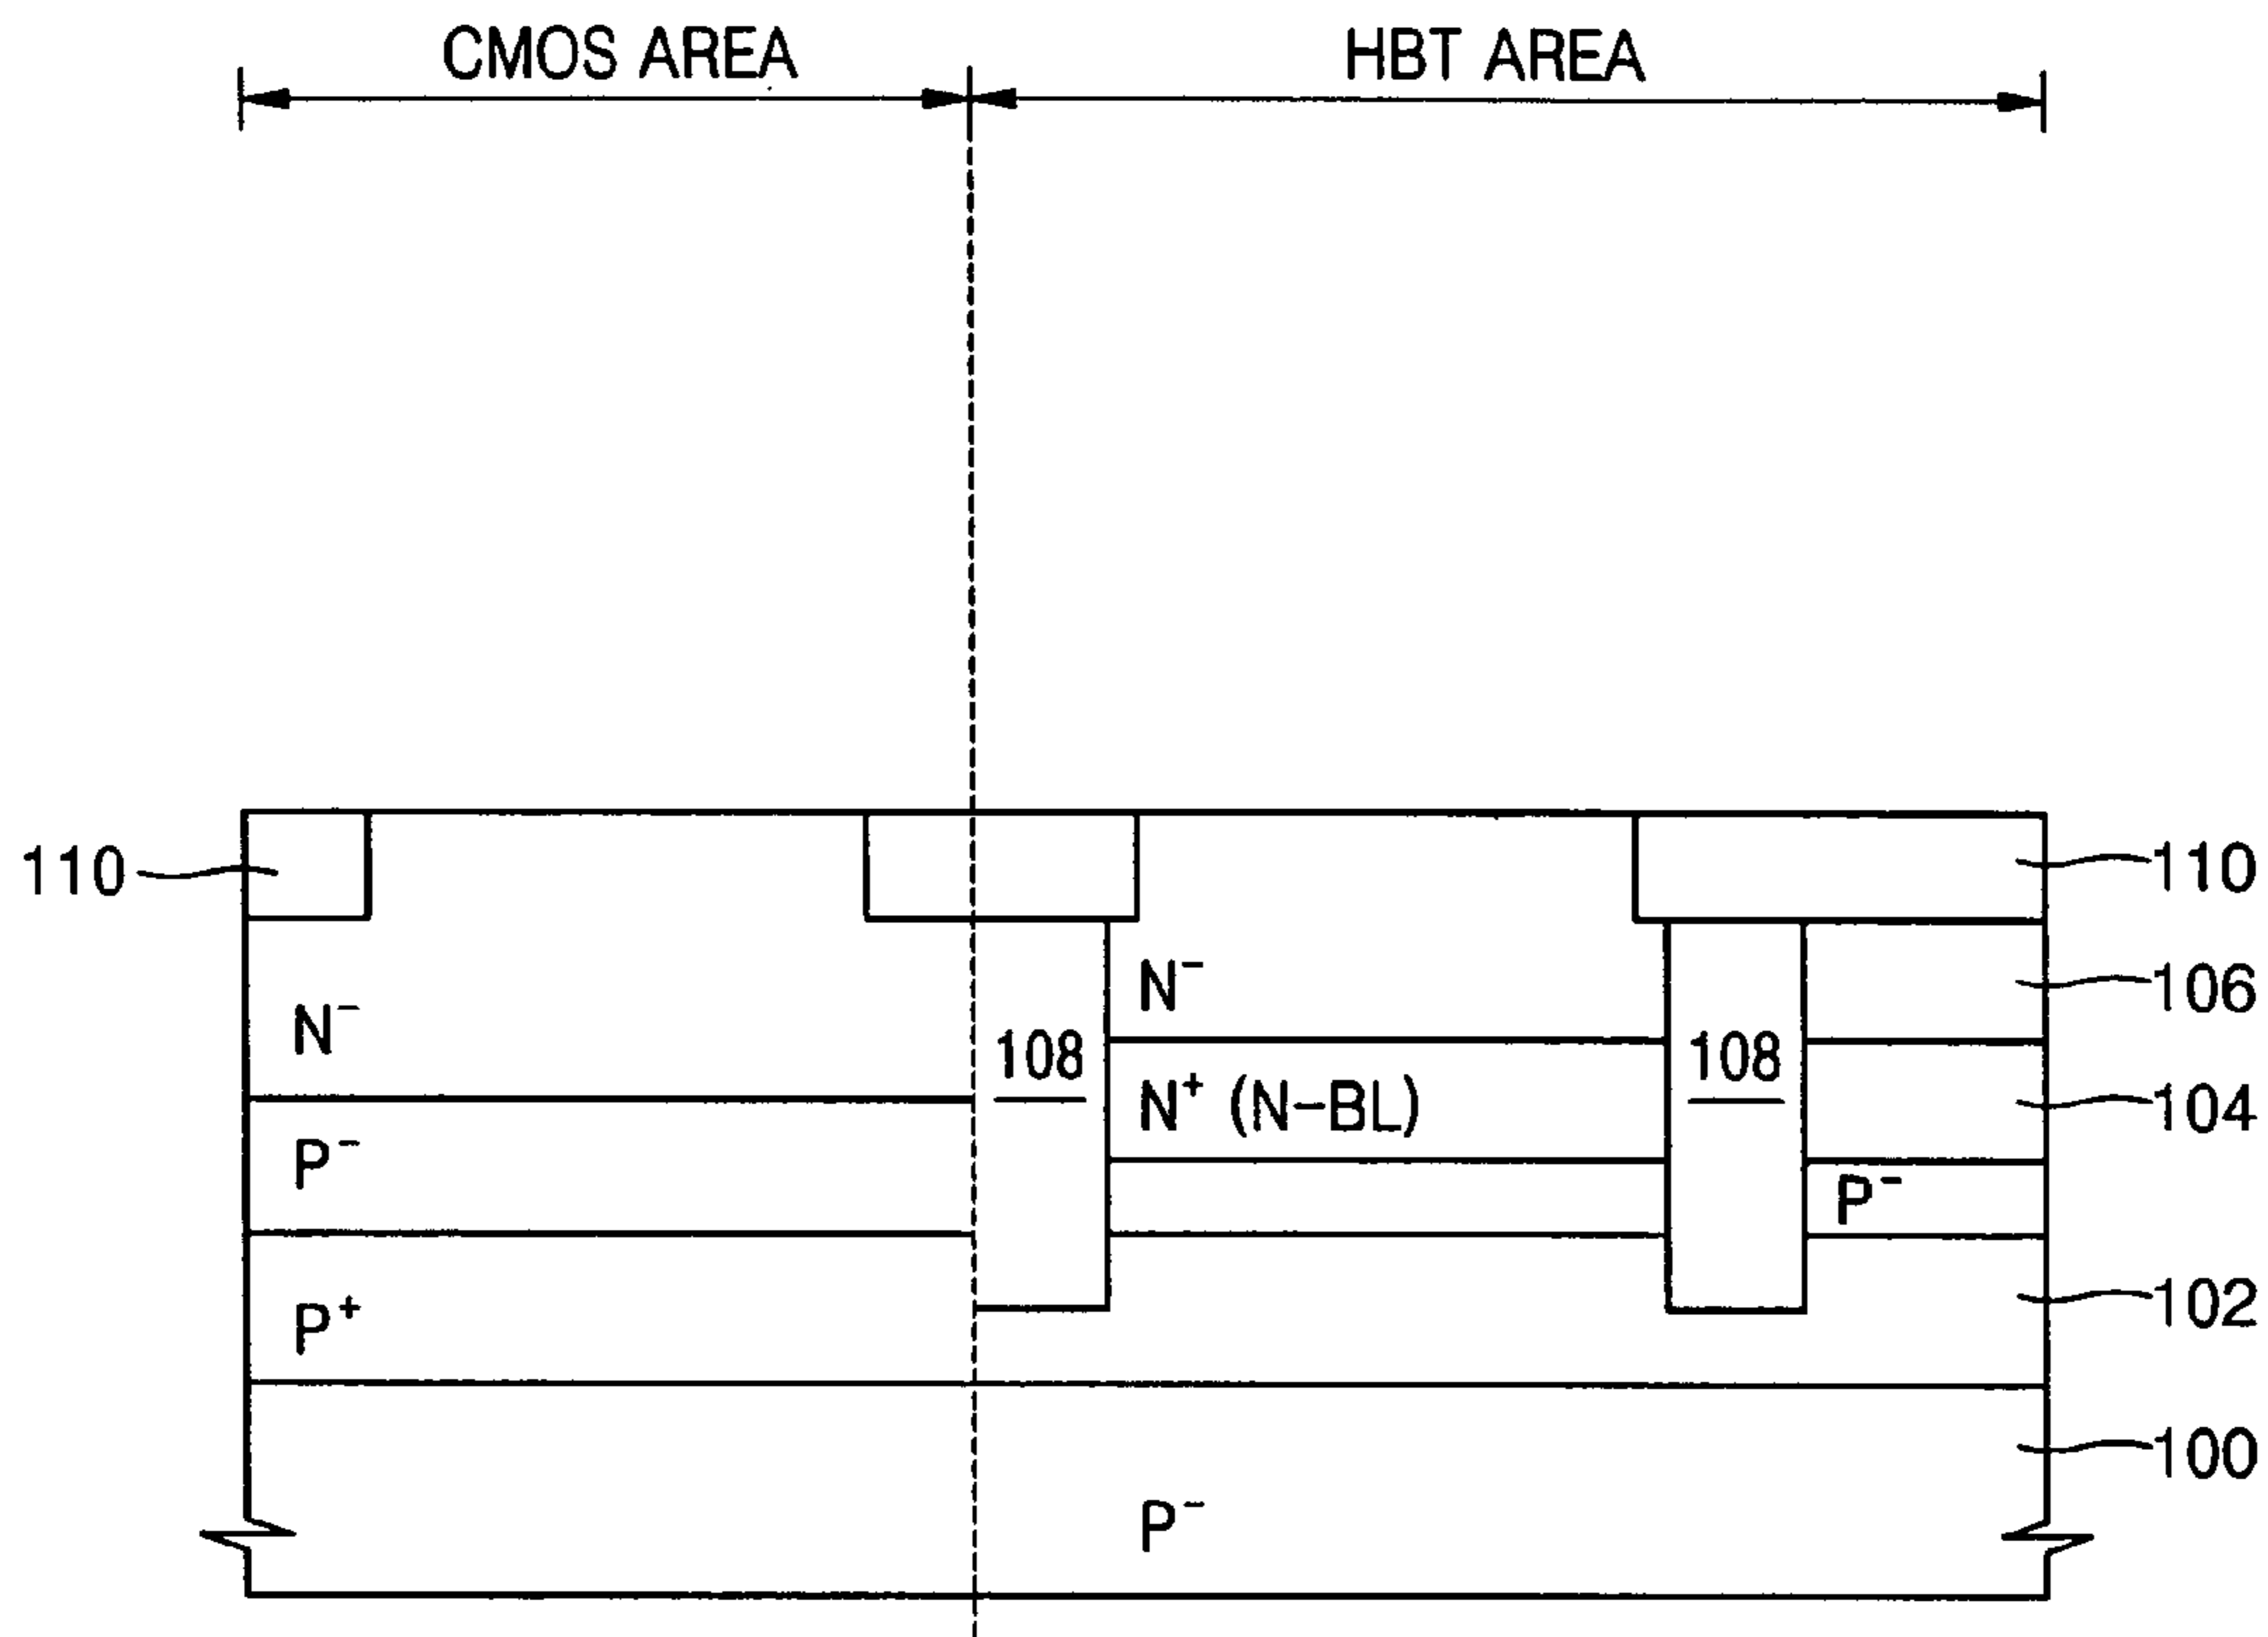 CMOS AREA
HBT AREA
110
110
N⁻
106
N⁻
108
108
N⁺ (N-BL)
104
P⁻
P⁻
P⁺
102
100
P⁻